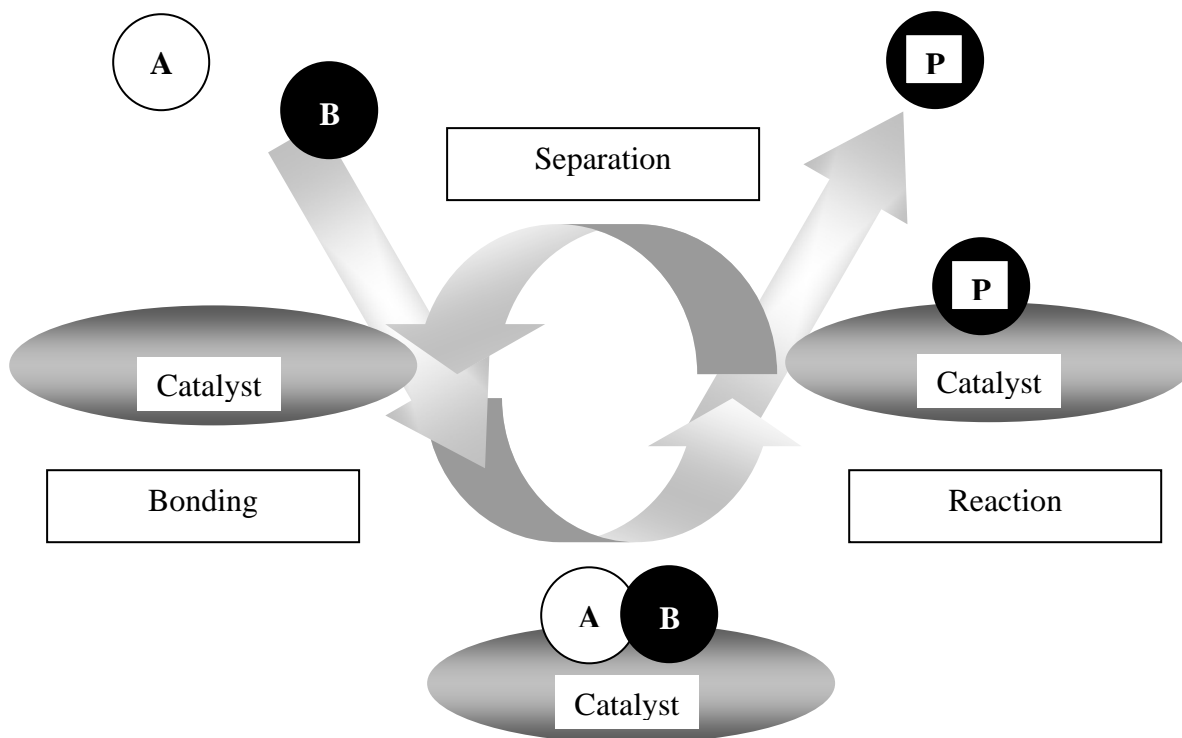 A
B
P
Separation
P
Catalyst
Catalyst
Bonding
Reaction
A
B
Catalyst